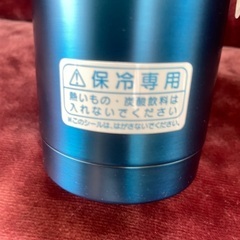 ⚠保冷専用
熱いもの・炭酸飲料は
入れないでください
※このシールは、はがさないでください。